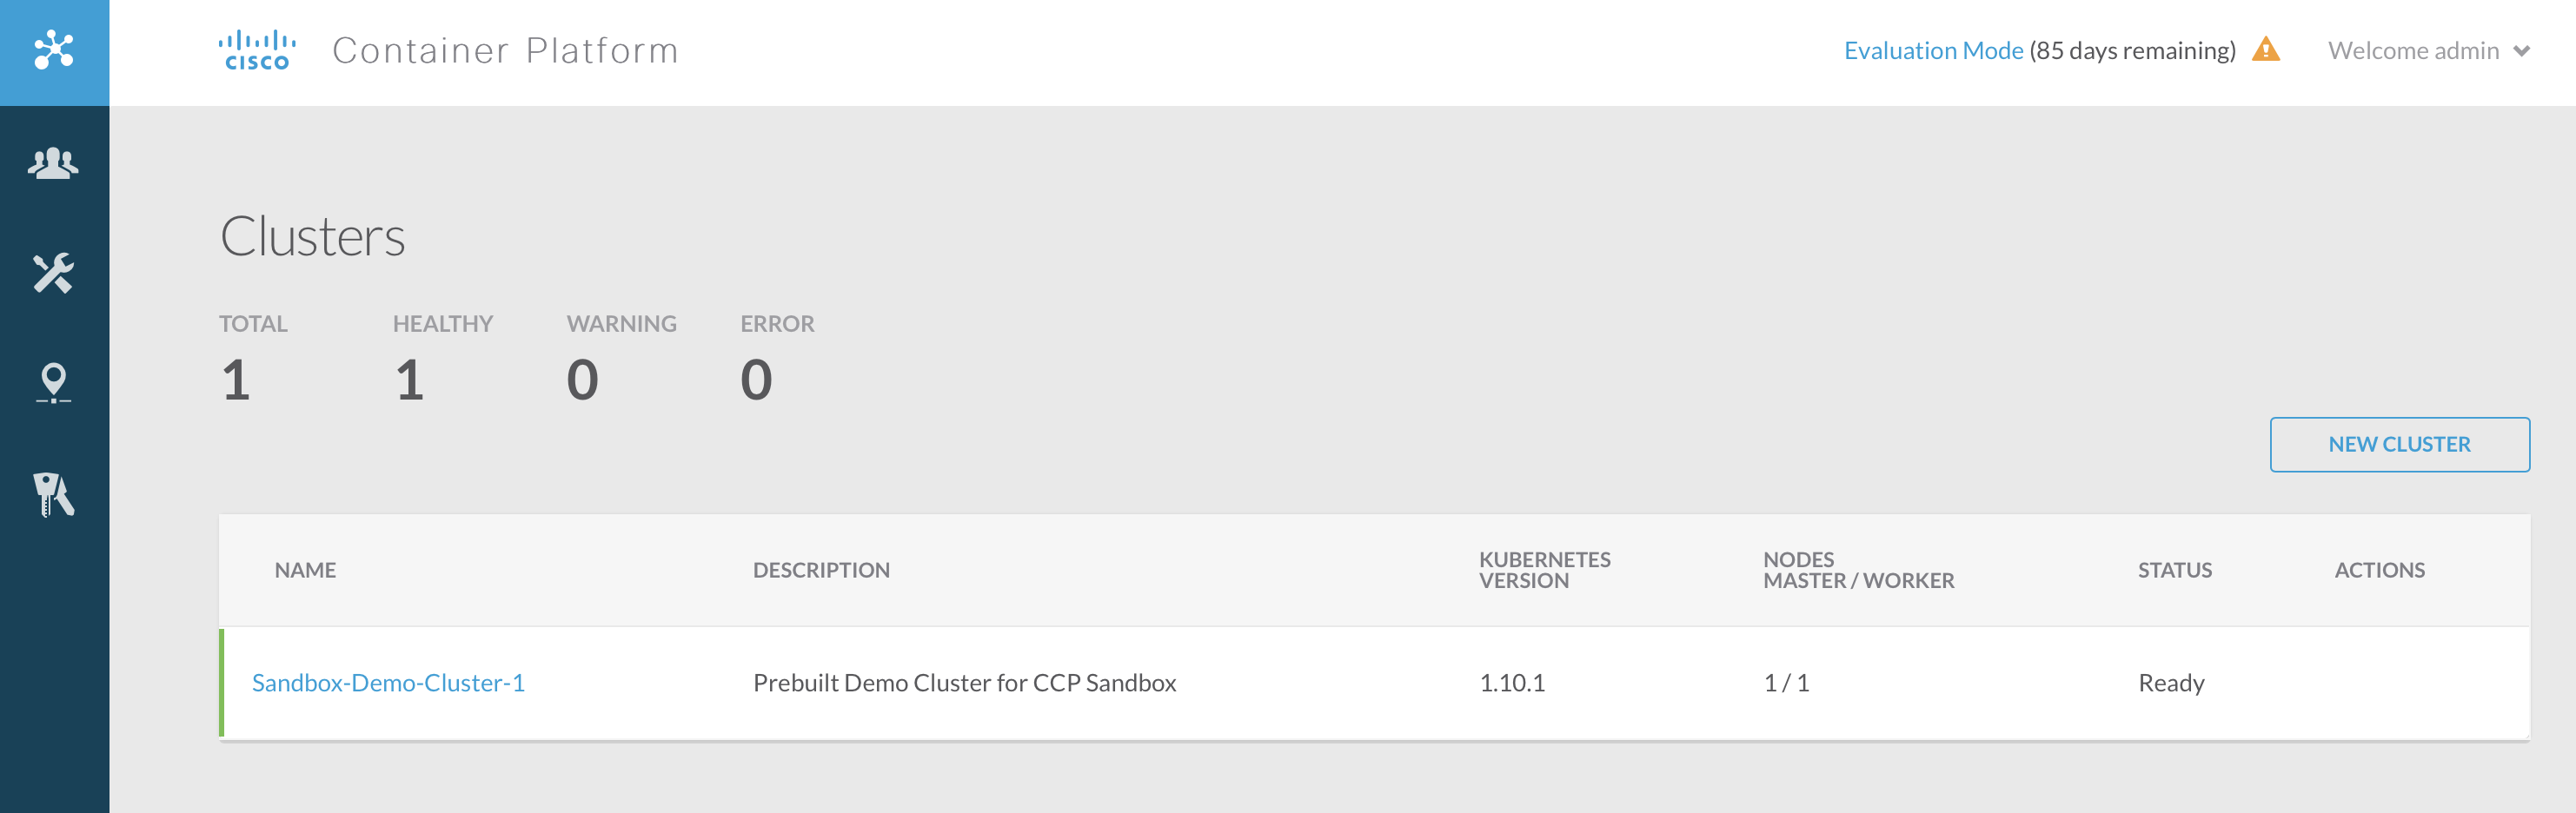 CISCO Container Platform Evaluation Mode (85 days remaining) Welcome admin
Clusters
TOTAL HEALTHY WARNING ERROR
1 1 0 0
NEW CLUSTER
NAME DESCRIPTION KUBERNETES VERSION NODES MASTER / WORKER STATUS ACTIONS
Sandbox-Demo-Cluster-1 Prebuilt Demo Cluster for CCP Sandbox 1.10.1 1 / 1 Ready